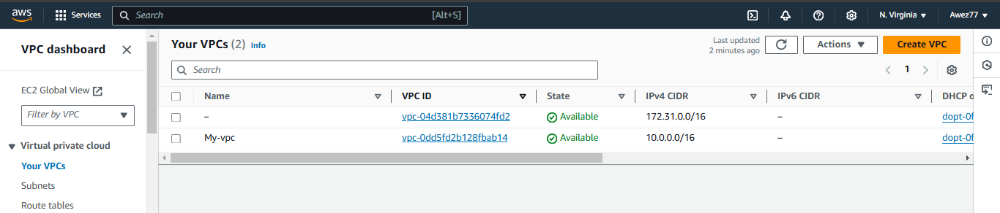 aws Services Search [Alt+S] N. Virginia Awez77
VPC dashboard
EC2 Global View
Filter by VPC
Virtual private cloud
Your VPCs
Subnets
Route tables
Your VPCs (2) Info
Last updated
2 minutes ago
Actions
Create VPC
Search
1
Name VPC ID State IPv4 CIDR IPv6 CIDR DHCP o
– vpc-04d381b7336074fd2 Available 172.31.0.0/16 – dopt-0f
My-vpc vpc-0dd5fd2b128fbab14 Available 10.0.0.0/16 – dopt-0f